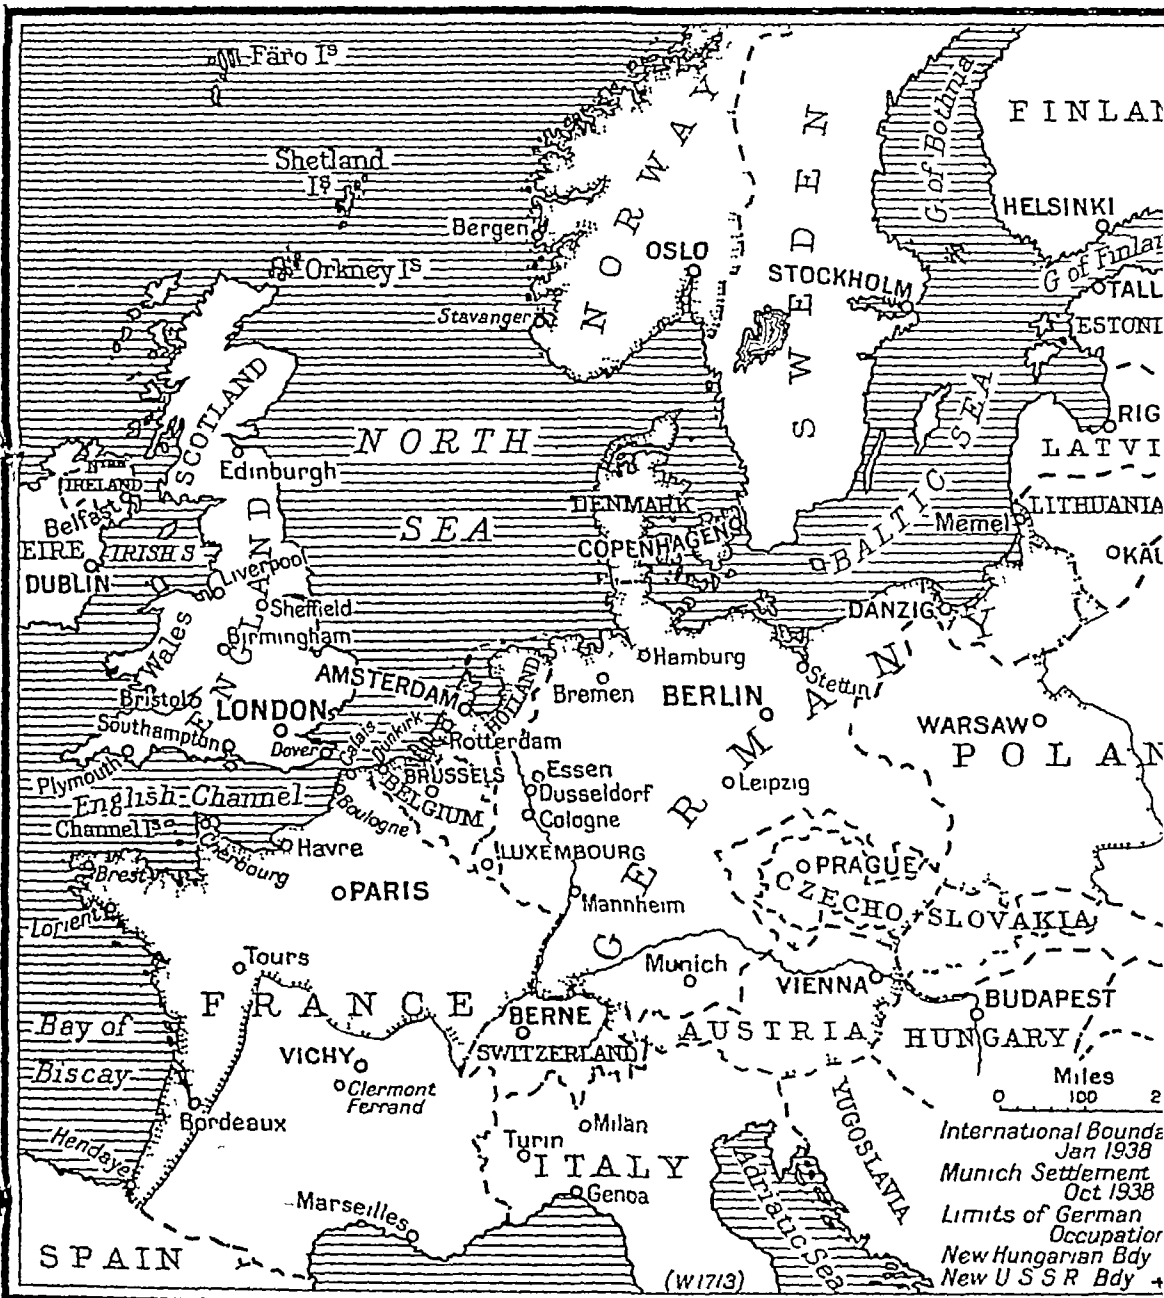 Färo Is
FINLAN
Shetland
Is
G of Bothnia
NORWAY
SWEDEN
HELSINKI
Bergen
OSLO
G of Finlan
Orkney Is
STOCKHOLM
TALL
Stavanger
ESTONI
SCOTLAND
RIG
NORTH
SEA
LATVI
Edinburgh
Nthn
IRELAND
DENMARK
BALTIC SEA
LITHUANIA
Memel
Belfast
EIRE
IRISH S
COPENHAGEN
KÄU
DUBLIN
Liverpool
Sheffield
DANZIG
Wales
Birmingham
ENGLAND
Hamburg
Stettin
AMSTERDAM
HOLLAND
Bremen
BERLIN
Bristol
LONDON
WARSAW
Southampton
Dover
Calais
Dunkirk
Rotterdam
POLAN
Plymouth
BRUSSELS
Essen
Dusseldorf
Leipzig
English Channel
BELGIUM
Cologne
Boulogne
Channel Is
Cherbourg
Havre
LUXEMBOURG
PRAGUE
Brest
PARIS
GERMAN
CZECHO-SLOVAKIA
Mannheim
Lorient
Tours
Munich
VIENNA
FRANCE
BERNE
BUDAPEST
Bay of
Biscay
AUSTRIA
HUNGARY
VICHY
SWITZERLAND
Clermont
Ferrand
Miles
0 100 2
Bordeaux
Milan
YUGOSLAVIA
Hendaye
Turin
ITALY
Adriatic Sea
Genoa
Marseilles
SPAIN
International Bounda
Jan 1938
Munich Settlement
Oct 1938
Limits of German
Occupation
New Hungarian Bdy
New U S S R Bdy +
(W1713)